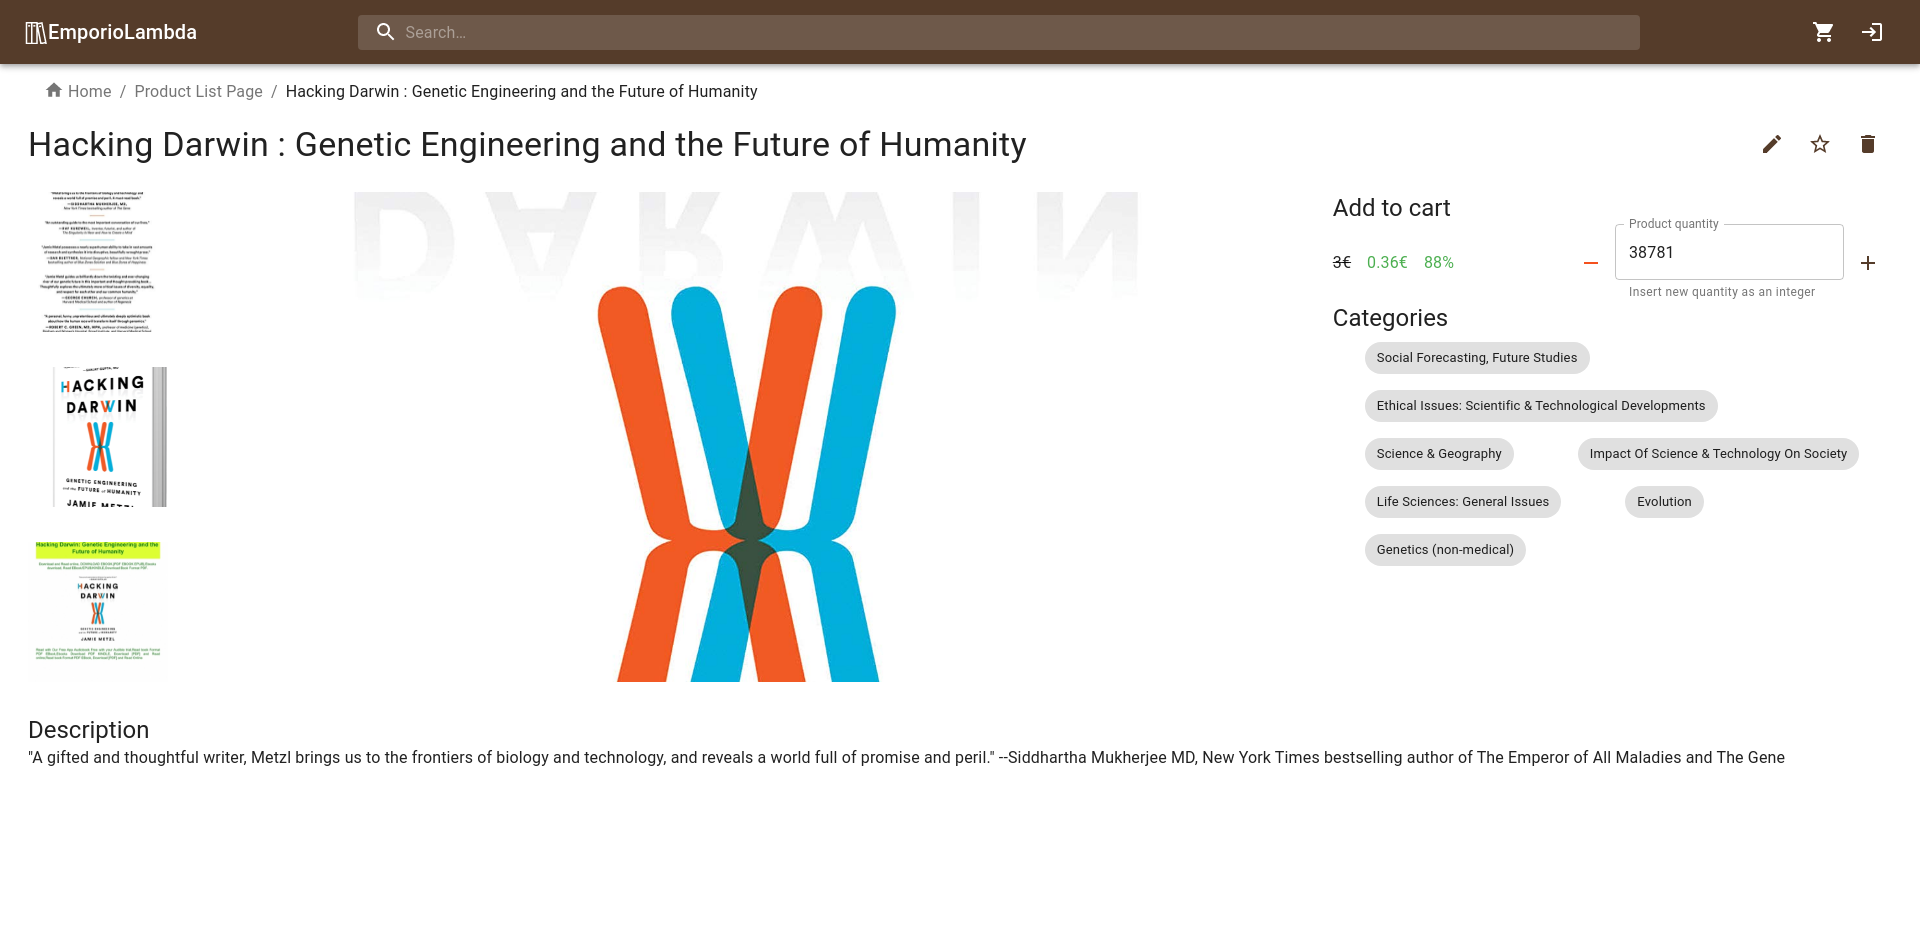 EmporioLambda
Search...
Home / Product List Page / Hacking Darwin : Genetic Engineering and the Future of Humanity
Hacking Darwin : Genetic Engineering and the Future of Humanity
DARWIN
HACKING
DARWIN
GENETIC ENGINEERING
and the FUTURE of HUMANITY
JAMIE METZL
Hacking Darwin: Genetic Engineering and the
Future of Humanity
HACKING
DARWIN
JAMIE METZL
Add to cart
3€ 0.36€ 88%
Product quantity
38781
Insert new quantity as an integer
Categories
Social Forecasting, Future Studies
Ethical Issues: Scientific & Technological Developments
Science & Geography
Impact Of Science & Technology On Society
Life Sciences: General Issues
Evolution
Genetics (non-medical)
Description
"A gifted and thoughtful writer, Metzl brings us to the frontiers of biology and technology, and reveals a world full of promise and peril." --Siddhartha Mukherjee MD, New York Times bestselling author of The Emperor of All Maladies and The Gene